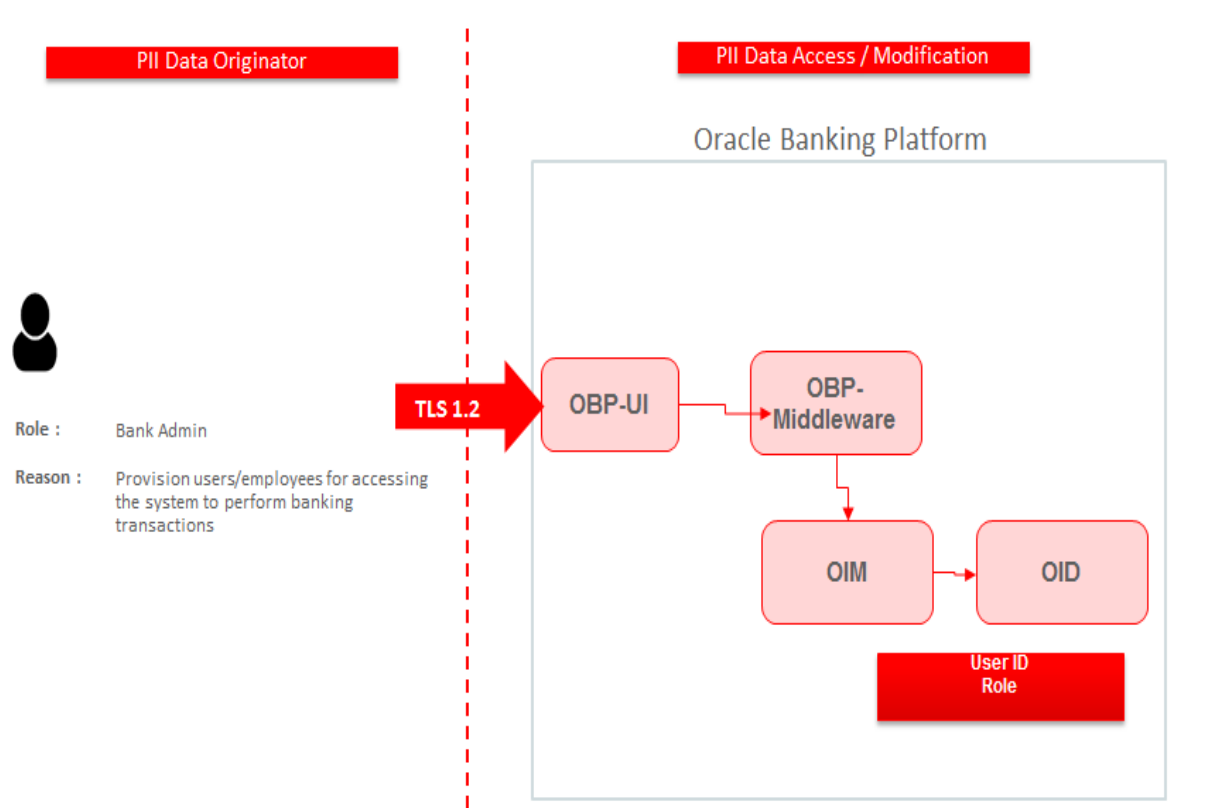 PII Data Originator
PII Data Access / Modification
Oracle Banking Platform
TLS 1.2
OBP-UI
OBP-
Middleware
Role :
Bank Admin
Reason :
Provision users/employees for accessing
the system to perform banking
transactions
OIM
OID
User ID
Role